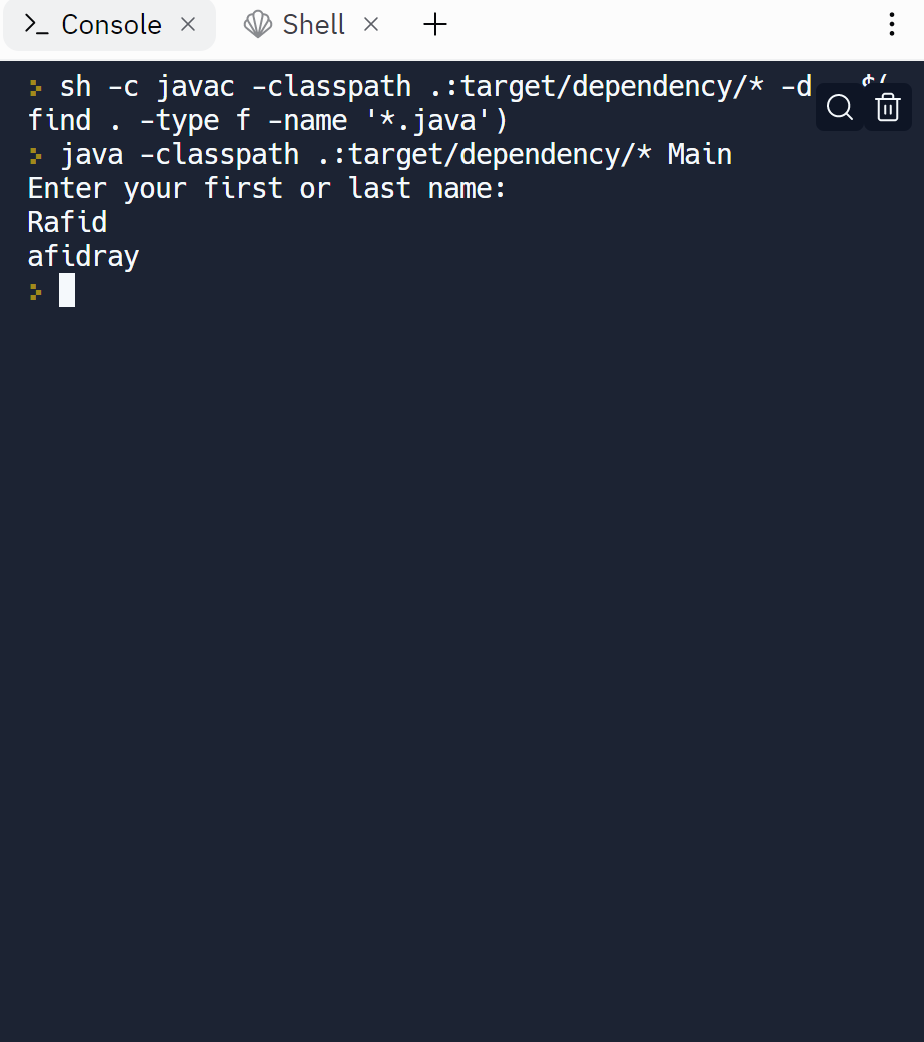 Console
Shell
sh -c javac -classpath .:target/dependency/* -d
find . -type f -name '*.java')
java -classpath .:target/dependency/* Main
Enter your first or last name:
Rafid
afidray